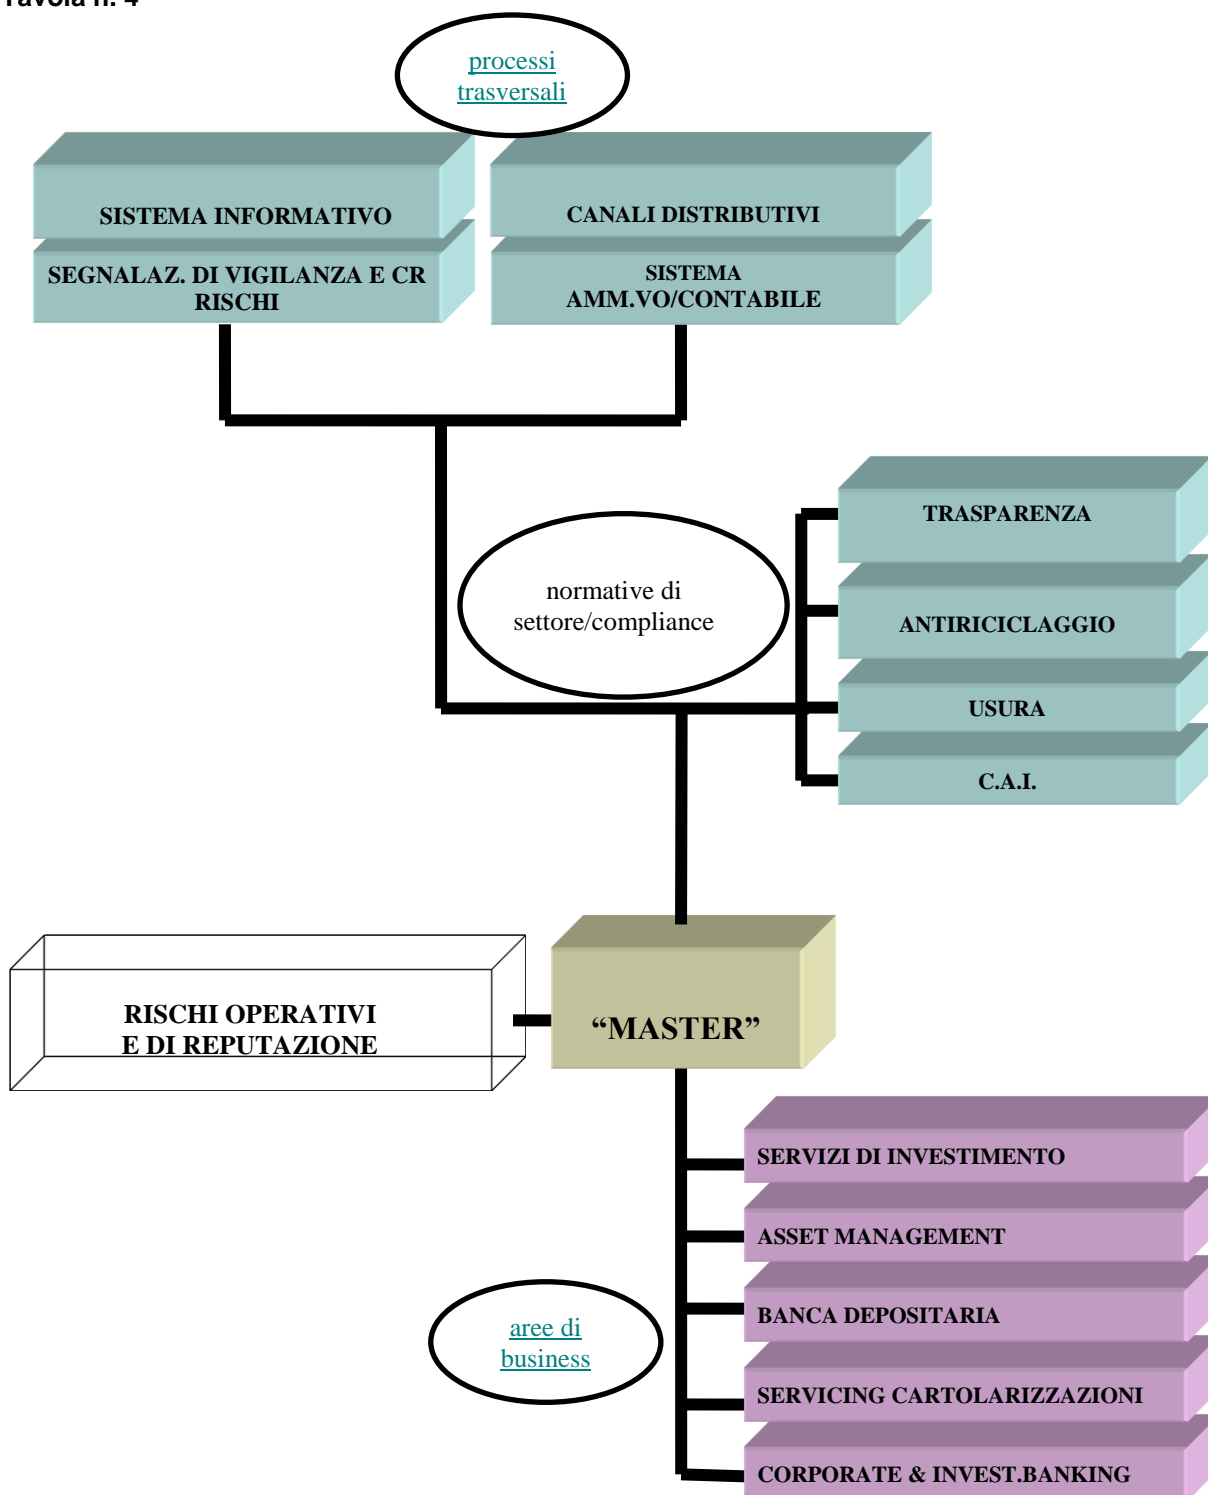 Tavola n. 4
processi
trasversali
SISTEMA INFORMATIVO
CANALI DISTRIBUTIVI
SEGNALAZ. DI VIGILANZA E CR
RISCHI
SISTEMA
AMM.VO/CONTABILE
normative di
settore/compliance
TRASPARENZA
ANTIRICICLAGGIO
USURA
C.A.I.
RISCHI OPERATIVI
E DI REPUTAZIONE
“MASTER”
aree di
business
SERVIZI DI INVESTIMENTO
ASSET MANAGEMENT
BANCA DEPOSITARIA
SERVICING CARTOLARIZZAZIONI
CORPORATE & INVEST.BANKING